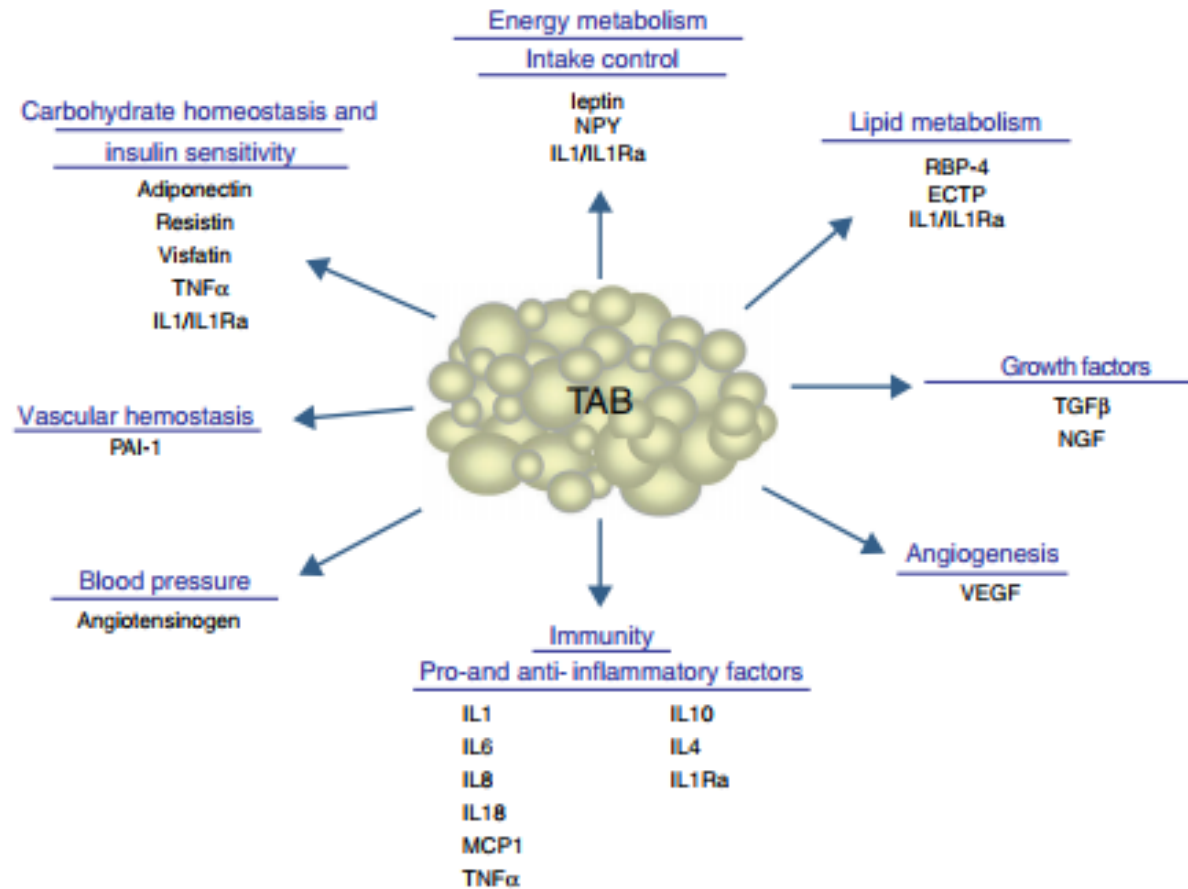 Energy metabolism
Intake control
leptin
NPY
IL1/IL1Ra
Carbohydrate homeostasis and
insulin sensitivity
Adiponectin
Resistin
Visfatin
TNFα
IL1/IL1Ra
Lipid metabolism
RBP-4
ECTP
IL1/IL1Ra
TAB
Vascular hemostasis
PAI-1
Growth factors
TGFβ
NGF
Blood pressure
Angiotensinogen
Angiogenesis
VEGF
Immunity
Pro-and anti- inflammatory factors
IL1
IL6
IL8
IL18
MCP1
TNFα
IL10
IL4
IL1Ra